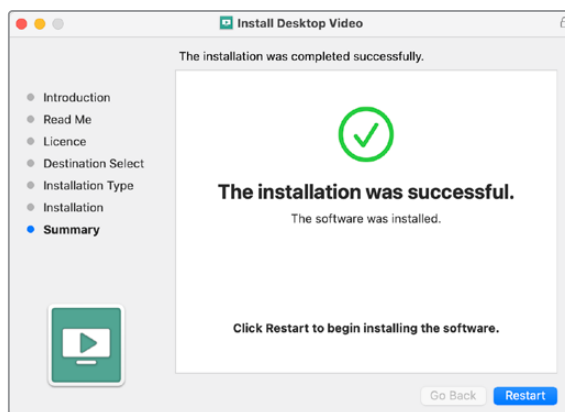 Install Desktop Video
The installation was completed successfully.
Introduction
Read Me
Licence
Destination Select
Installation Type
Installation
Summary
The installation was successful.
The software was installed.
Click Restart to begin installing the software.
Go Back
Restart